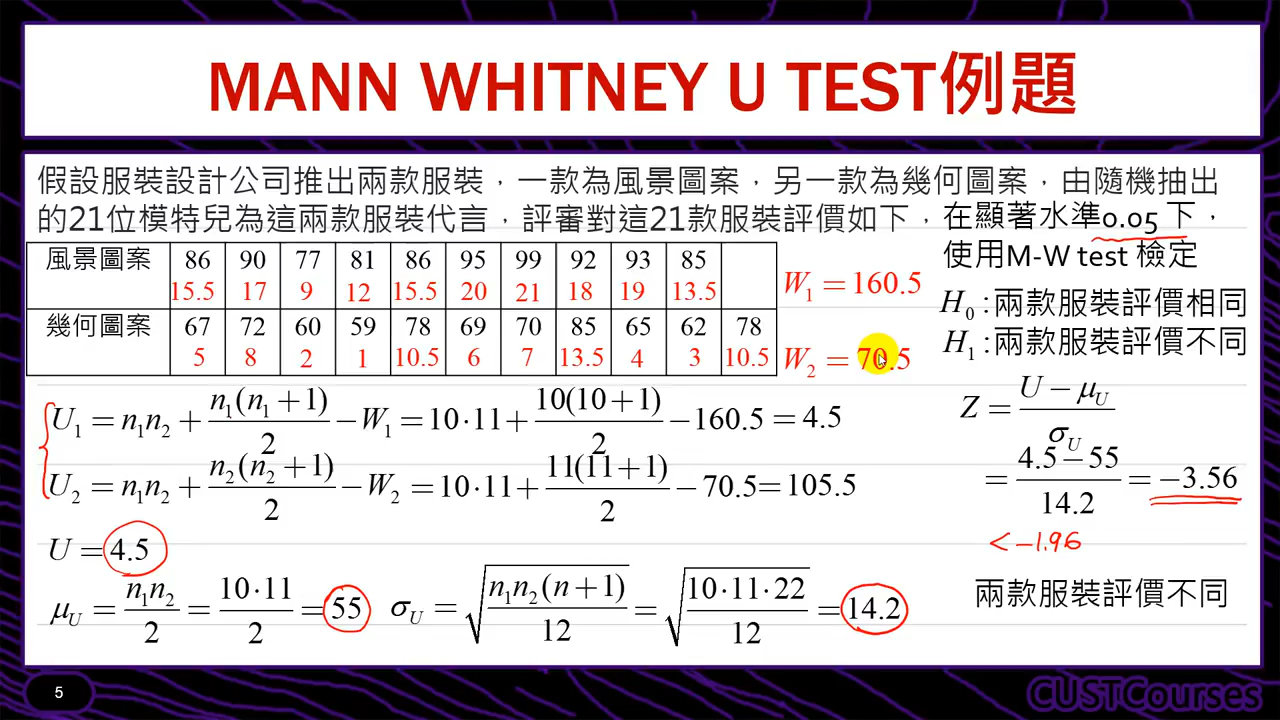 MANN WHITNEY U TEST例題
假設服裝設計公司推出兩款服裝，一款為風景圖案，另一款為幾何圖案，由隨機抽出
的21位模特兒為這兩款服裝代言，評審對這21款服裝評價如下，在顯著水準0.05下，
使用M-W test 檢定
風景圖案 86 90 77 81 86 95 99 92 93 85
15.5 17 9 12 15.5 20 21 18 19 13.5
W₁ = 160.5
幾何圖案 67 72 60 59 78 69 70 85 65 62 78
5 8 2 1 10.5 6 7 13.5 4 3 10.5
W₂ = 70.5
H₀:兩款服裝評價相同
H₁:兩款服裝評價不同
U₁ = n₁n₂ + n₁(n₁+1)/2 − W₁ = 10·11 + 10(10+1)/2 − 160.5 = 4.5
U₂ = n₁n₂ + n₂(n₂+1)/2 − W₂ = 10·11 + 11(11+1)/2 − 70.5 = 105.5
U = 4.5
μ_U = n₁n₂/2 = 10·11/2 = 55
σ_U = √(n₁n₂(n+1)/12) = √(10·11·22/12) = 14.2
Z = (U − μ_U)/σ_U
= (4.5 − 55)/14.2 = −3.56
< −1.96
兩款服裝評價不同
5
CUSTCourses